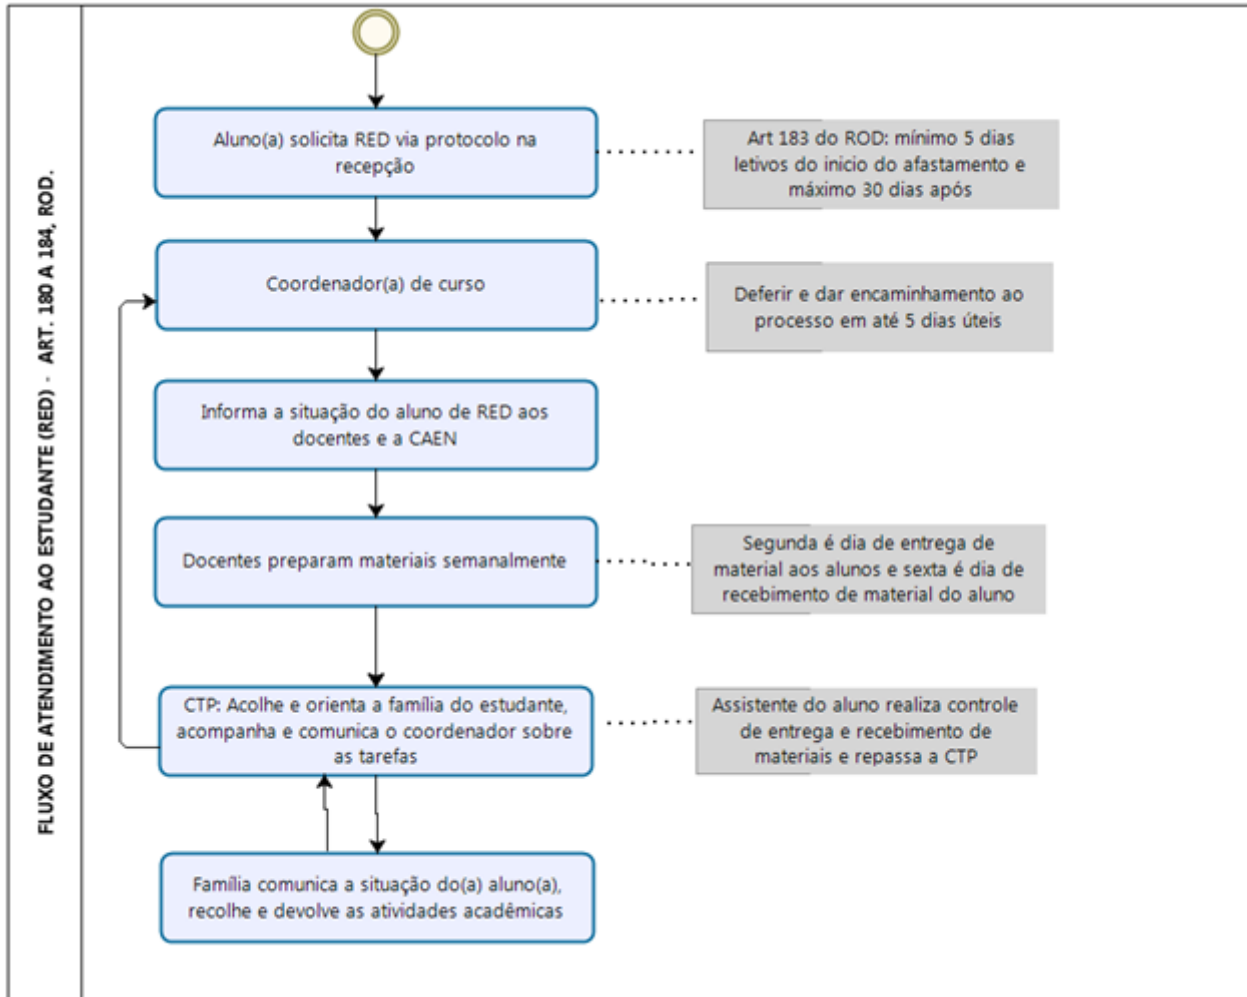 FLUXO DE ATENDIMENTO AO ESTUDANTE (RED) - ART. 180 A 184, ROD.
Aluno(a) solicita RED via protocolo na
recepção
Art 183 do ROD: mínimo 5 dias
letivos do inicio do afastamento e
máximo 30 dias após
Coordenador(a) de curso
Deferir e dar encaminhamento ao
processo em até 5 dias úteis
Informa a situação do aluno de RED aos
docentes e a CAEN
Docentes preparam materiais semanalmente
Segunda é dia de entrega de
material aos alunos e sexta é dia de
recebimento de material do aluno
CTP: Acolhe e orienta a família do estudante,
acompanha e comunica o coordenador sobre
as tarefas
Assistente do aluno realiza controle
de entrega e recebimento de
materiais e repassa a CTP
Família comunica a situação do(a) aluno(a),
recolhe e devolve as atividades acadêmicas